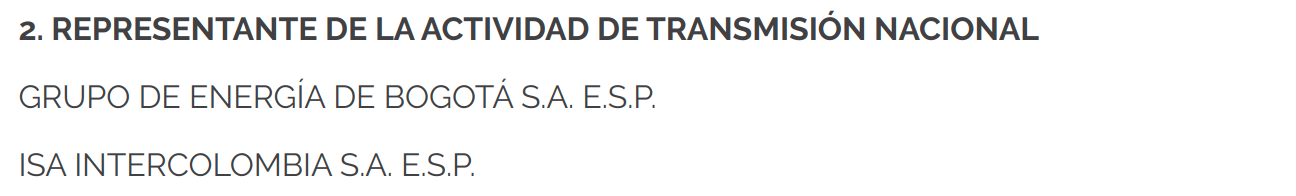 2. REPRESENTANTE DE LA ACTIVIDAD DE TRANSMISIÓN NACIONAL
GRUPO DE ENERGÍA DE BOGOTÁ S.A. E.S.P.
ISA INTERCOLOMBIA S.A. E.S.P.